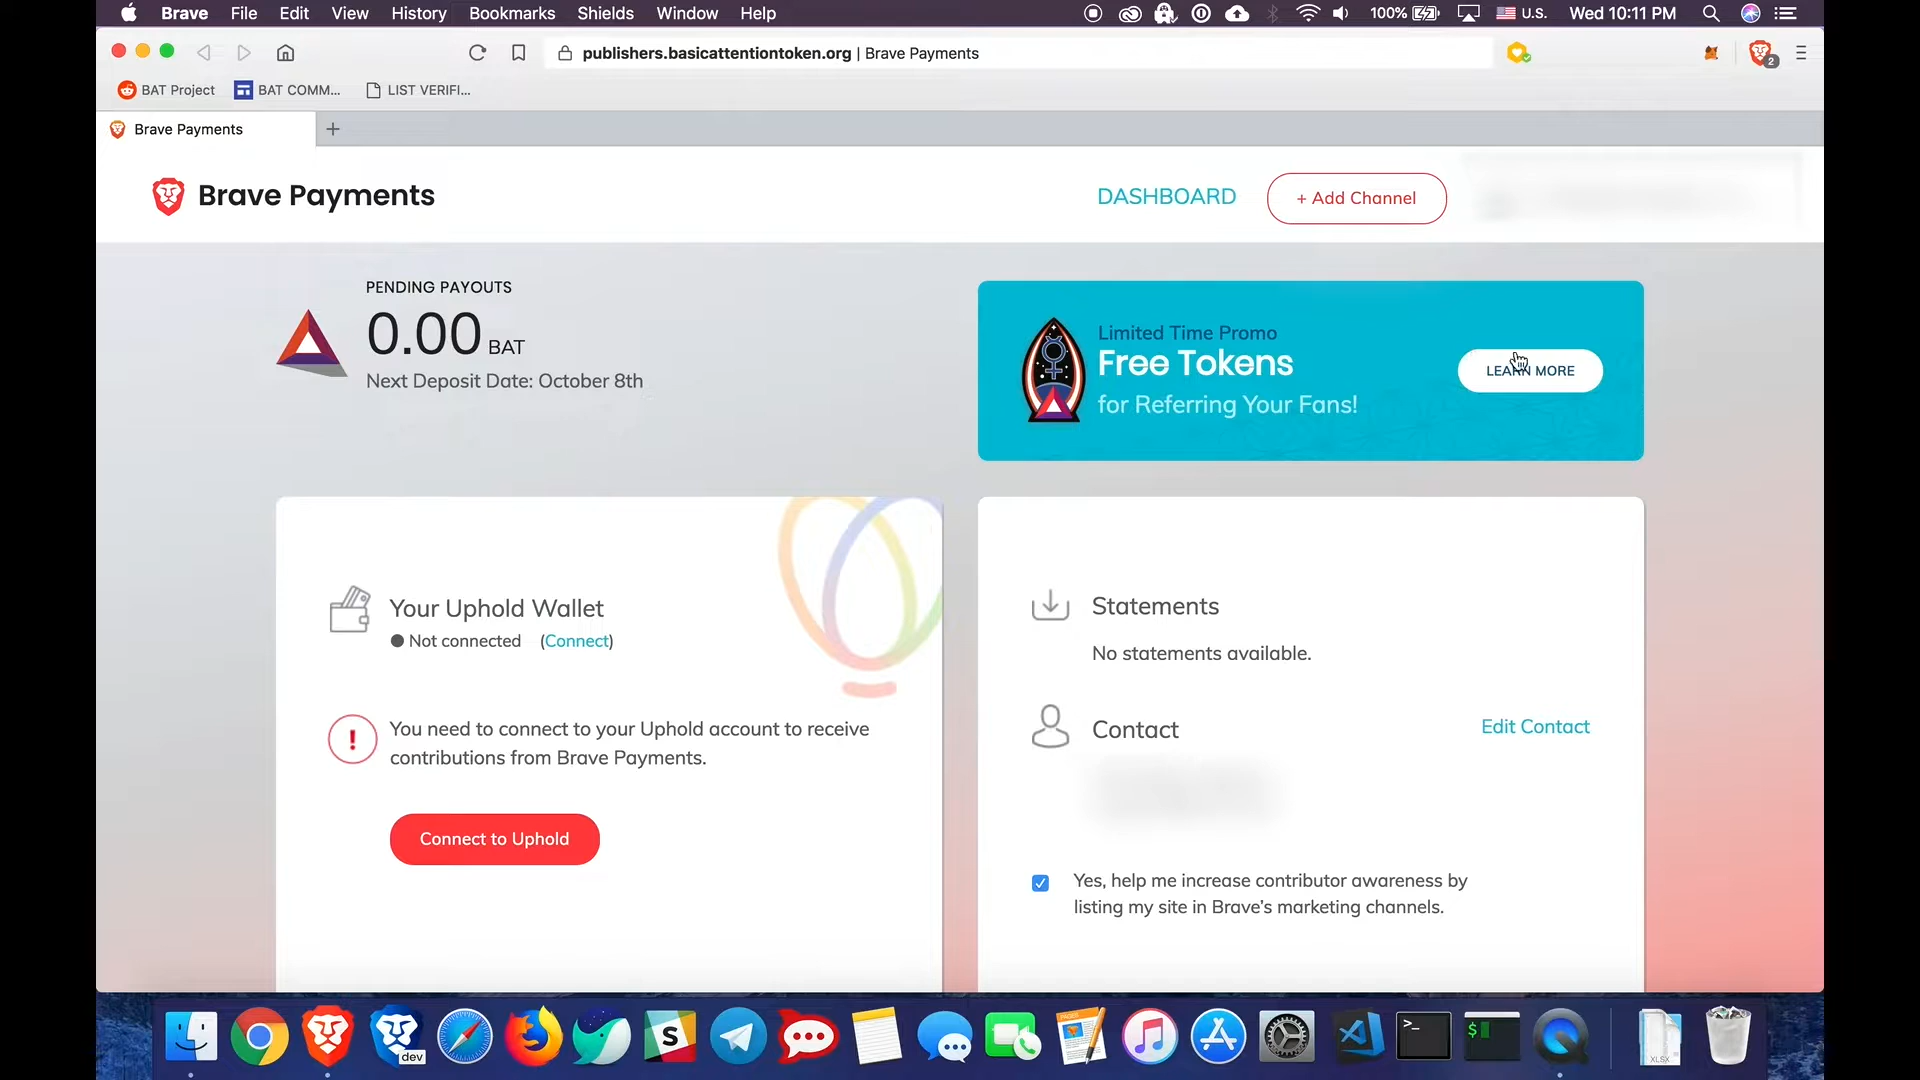 Brave File Edit View History Bookmarks Shields Window Help 100% U.S. Wed 10:11 PM
publishers.basicattentiontoken.org | Brave Payments
2
BAT Project BAT COMM... LIST VERIFI...
Brave Payments
Brave Payments DASHBOARD + Add Channel
PENDING PAYOUTS
0.00 BAT
Next Deposit Date: October 8th
Limited Time Promo
Free Tokens
for Referring Your Fans!
LEARN MORE
Your Uphold Wallet
Not connected (Connect)
You need to connect to your Uphold account to receive
contributions from Brave Payments.
Connect to Uphold
Statements
No statements available.
Contact Edit Contact
Yes, help me increase contributor awareness by
listing my site in Brave's marketing channels.
dev
S
PAGES
>_
$
XLSX